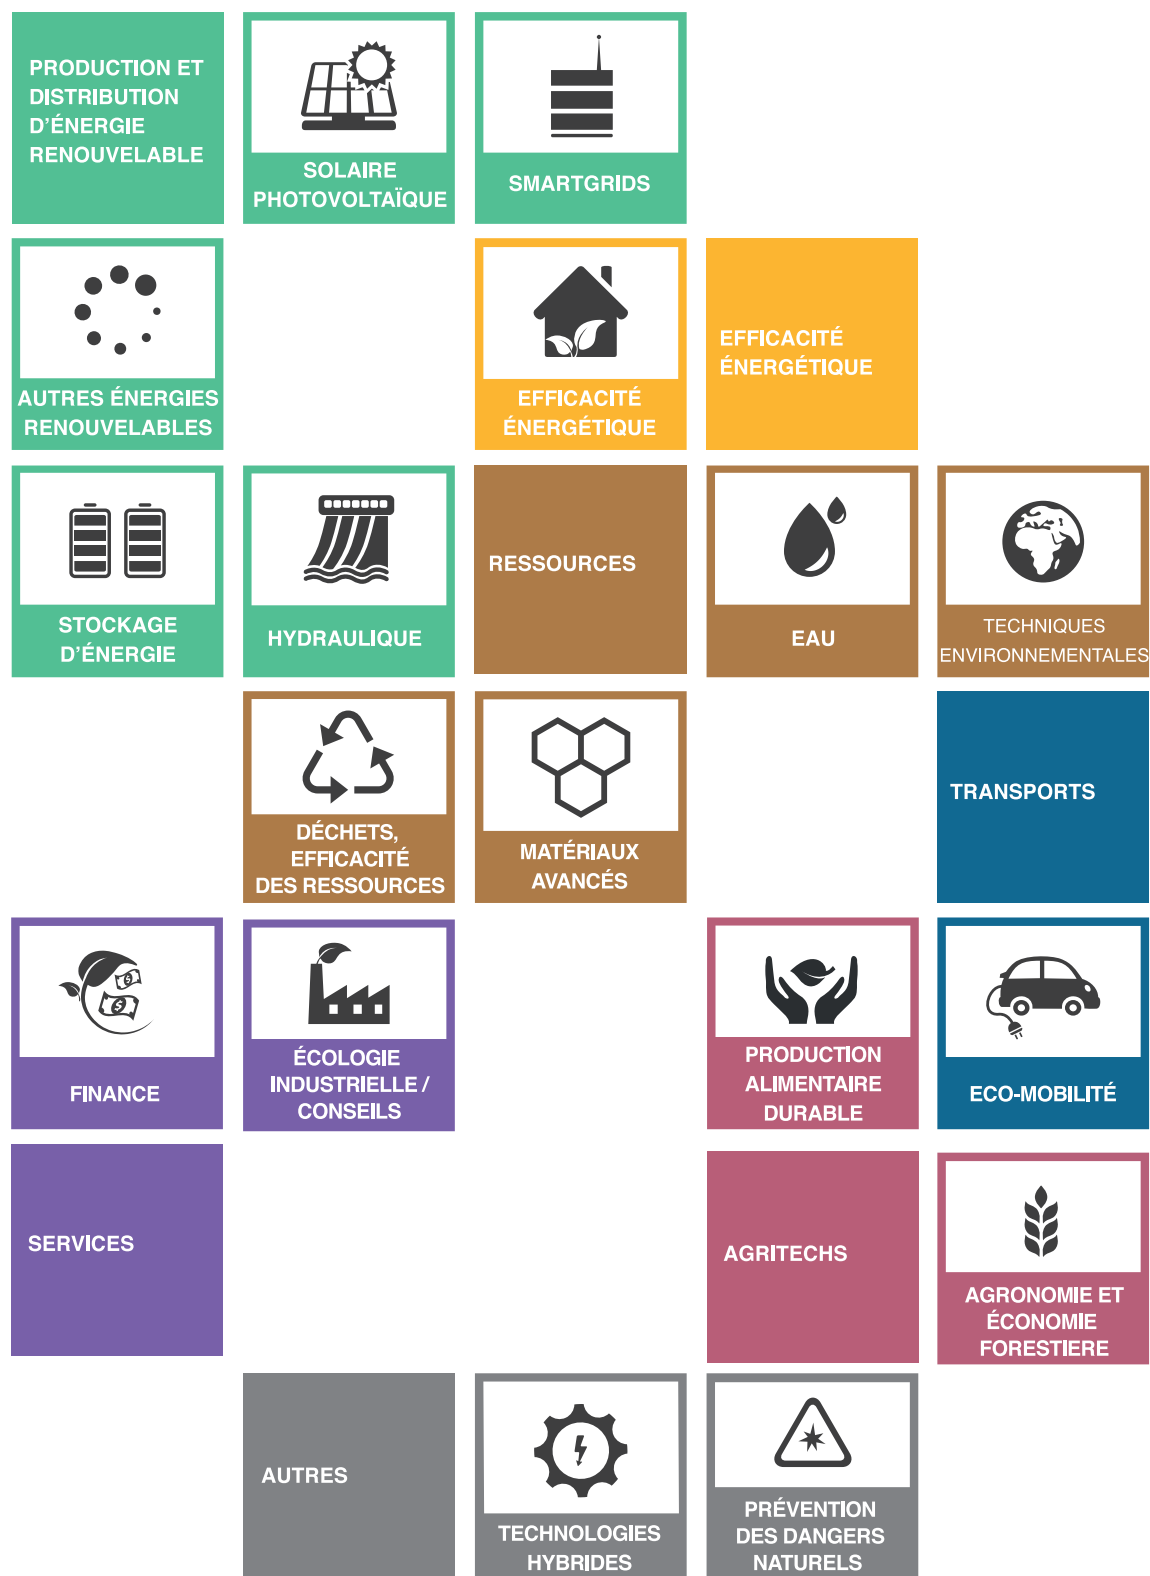 PRODUCTION ET
DISTRIBUTION
D'ÉNERGIE
RENOUVELABLE
SOLAIRE
PHOTOVOLTAÏQUE
SMARTGRIDS
AUTRES ÉNERGIES
RENOUVELABLES
EFFICACITÉ
ÉNERGÉTIQUE
EFFICACITÉ
ÉNERGÉTIQUE
STOCKAGE
D'ÉNERGIE
HYDRAULIQUE
RESSOURCES
EAU
TECHNIQUES
ENVIRONNEMENTALES
DÉCHETS,
EFFICACITÉ
DES RESSOURCES
MATÉRIAUX
AVANCÉS
TRANSPORTS
FINANCE
ÉCOLOGIE
INDUSTRIELLE /
CONSEILS
PRODUCTION
ALIMENTAIRE
DURABLE
ECO-MOBILITÉ
SERVICES
AGRITECHS
AGRONOMIE ET
ÉCONOMIE
FORESTIERE
AUTRES
TECHNOLOGIES
HYBRIDES
PRÉVENTION
DES DANGERS
NATURELS